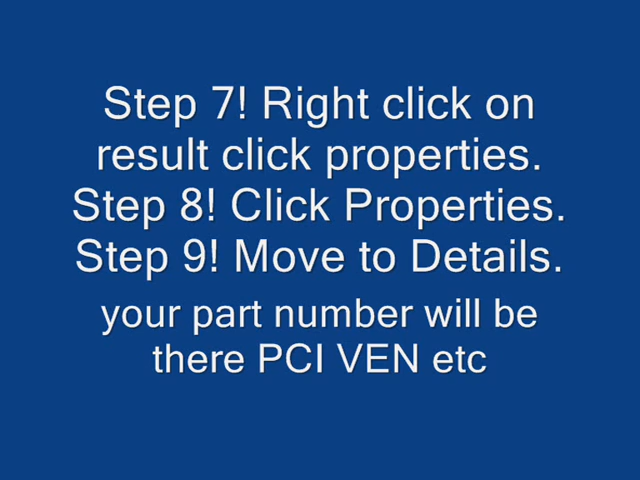 Step 7! Right click on
result click properties.
Step 8! Click Properties.
Step 9! Move to Details.
your part number will be
there PCI VEN etc